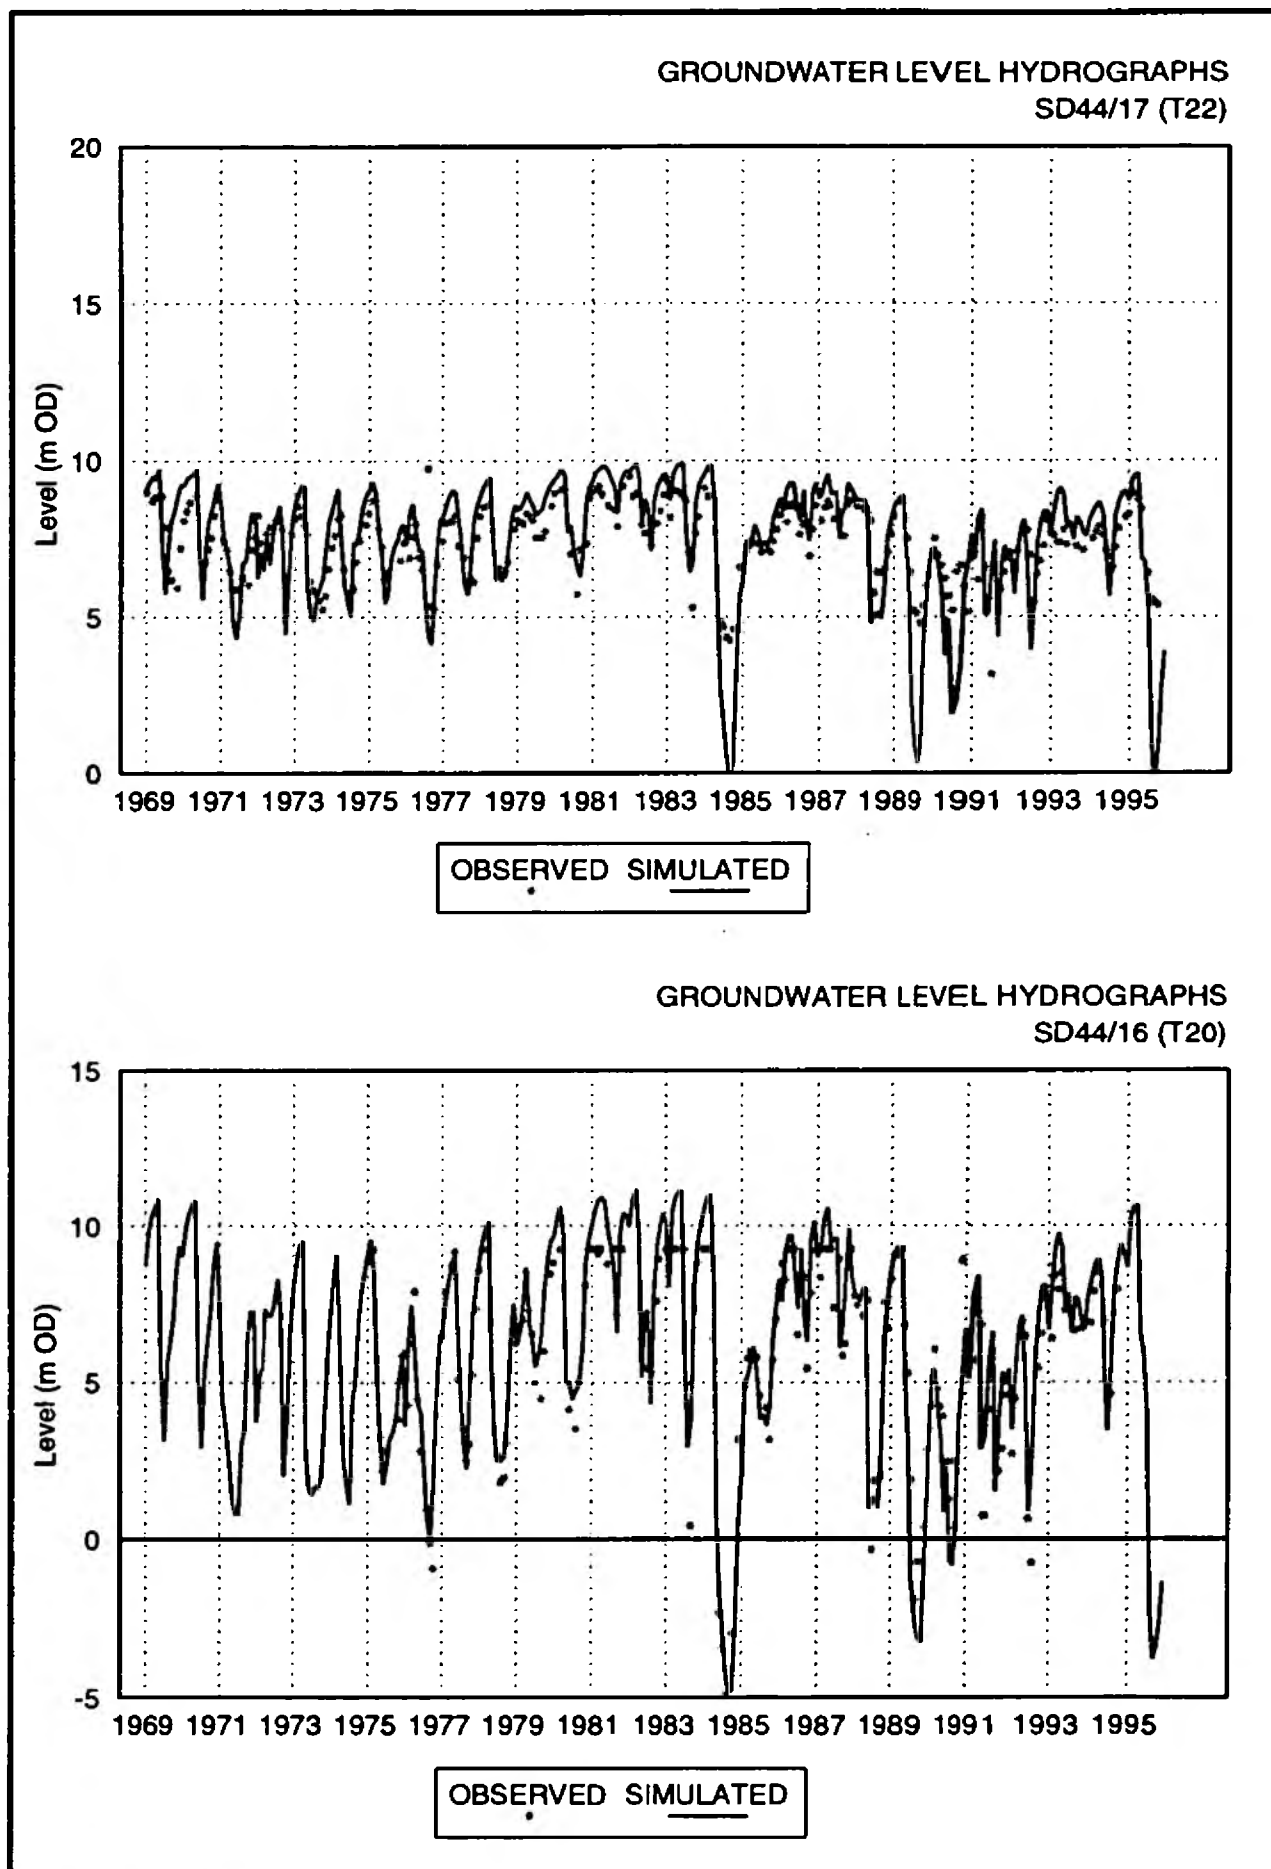 GROUNDWATER LEVEL HYDROGRAPHS
SD44/17 (T22)
20
15
10
5
0
Level (m OD)
1969 1971 1973 1975 1977 1979 1981 1983 1985 1987 1989 1991 1993 1995
OBSERVED SIMULATED
GROUNDWATER LEVEL HYDROGRAPHS
SD44/16 (T20)
15
10
5
0
-5
Level (m OD)
1969 1971 1973 1975 1977 1979 1981 1983 1985 1987 1989 1991 1993 1995
OBSERVED SIMULATED